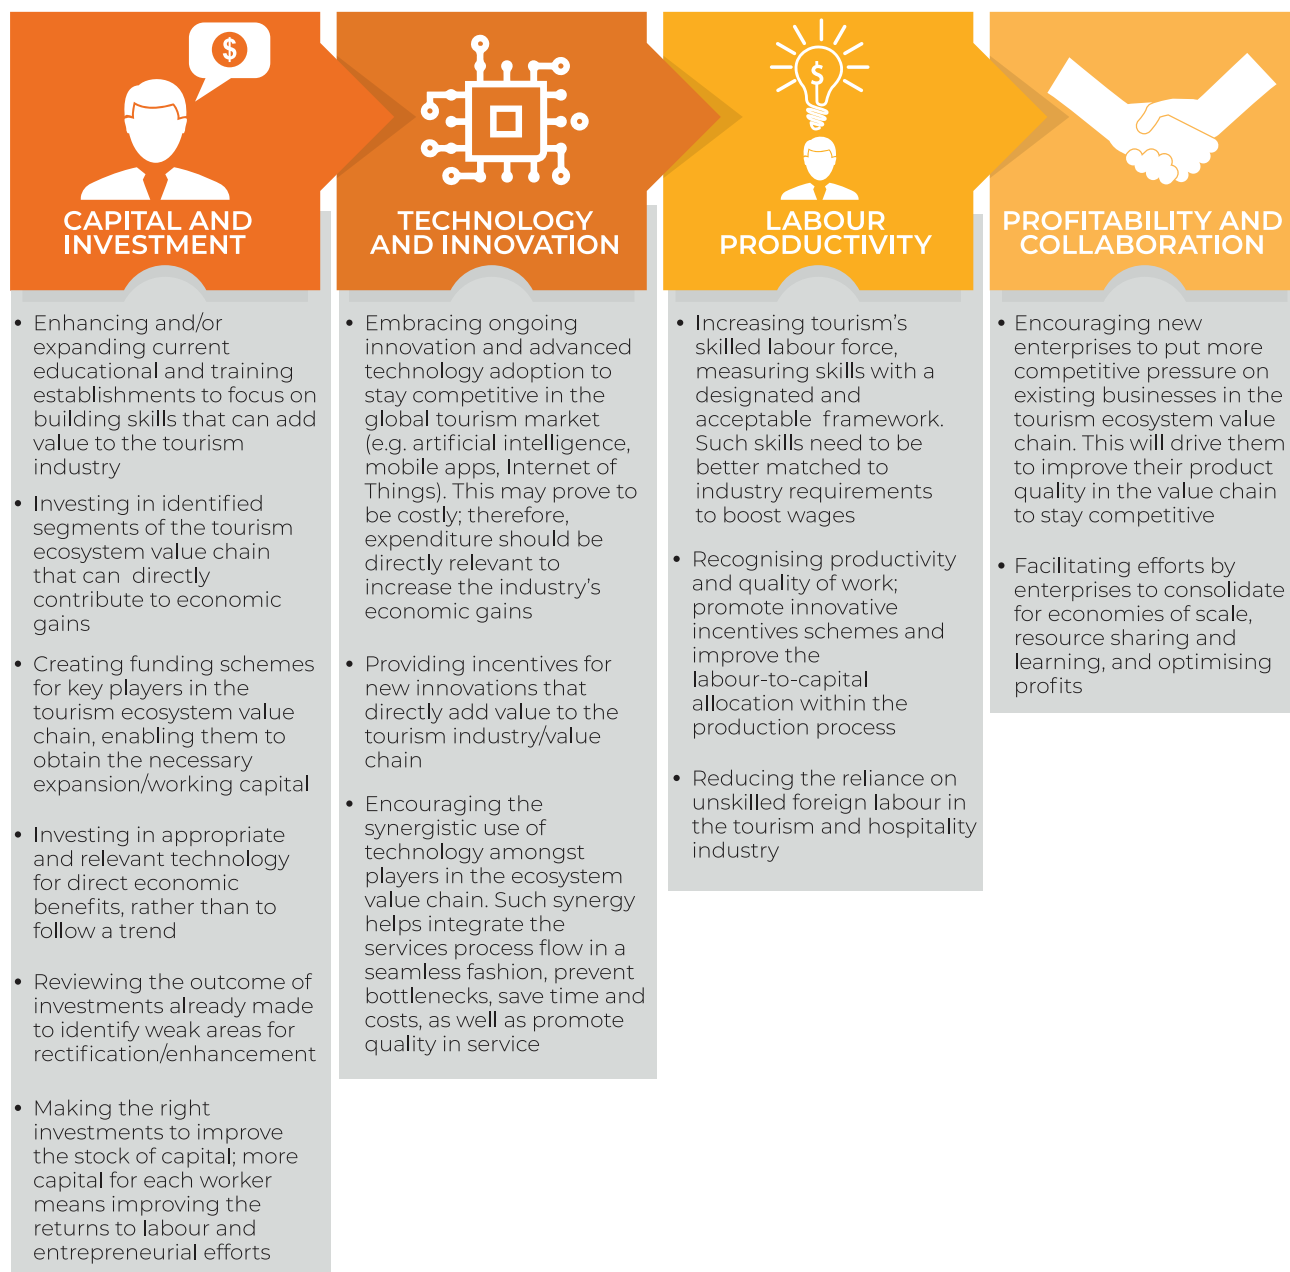 $
$
CAPITAL AND
INVESTMENT
• Enhancing and/or
expanding current
educational and training
establishments to focus on
building skills that can add
value to the tourism
industry
• Investing in identified
segments of the tourism
ecosystem value chain
that can directly
contribute to economic
gains
• Creating funding schemes
for key players in the
tourism ecosystem value
chain, enabling them to
obtain the necessary
expansion/working capital
• Investing in appropriate
and relevant technology
for direct economic
benefits, rather than to
follow a trend
• Reviewing the outcome of
investments already made
to identify weak areas for
rectification/enhancement
• Making the right
investments to improve
the stock of capital; more
capital for each worker
means improving the
returns to labour and
entrepreneurial efforts
TECHNOLOGY
AND INNOVATION
• Embracing ongoing
innovation and advanced
technology adoption to
stay competitive in the
global tourism market
(e.g. artificial intelligence,
mobile apps, Internet of
Things). This may prove to
be costly; therefore,
expenditure should be
directly relevant to
increase the industry's
economic gains
• Providing incentives for
new innovations that
directly add value to the
tourism industry/value
chain
• Encouraging the
synergistic use of
technology amongst
players in the ecosystem
value chain. Such synergy
helps integrate the
services process flow in a
seamless fashion, prevent
bottlenecks, save time and
costs, as well as promote
quality in service
LABOUR
PRODUCTIVITY
• Increasing tourism's
skilled labour force,
measuring skills with a
designated and
acceptable framework.
Such skills need to be
better matched to
industry requirements
to boost wages
• Recognising productivity
and quality of work;
promote innovative
incentives schemes and
improve the
labour-to-capital
allocation within the
production process
• Reducing the reliance on
unskilled foreign labour in
the tourism and hospitality
industry
PROFITABILITY AND
COLLABORATION
• Encouraging new
enterprises to put more
competitive pressure on
existing businesses in the
tourism ecosystem value
chain. This will drive them
to improve their product
quality in the value chain
to stay competitive
• Facilitating efforts by
enterprises to consolidate
for economies of scale,
resource sharing and
learning, and optimising
profits